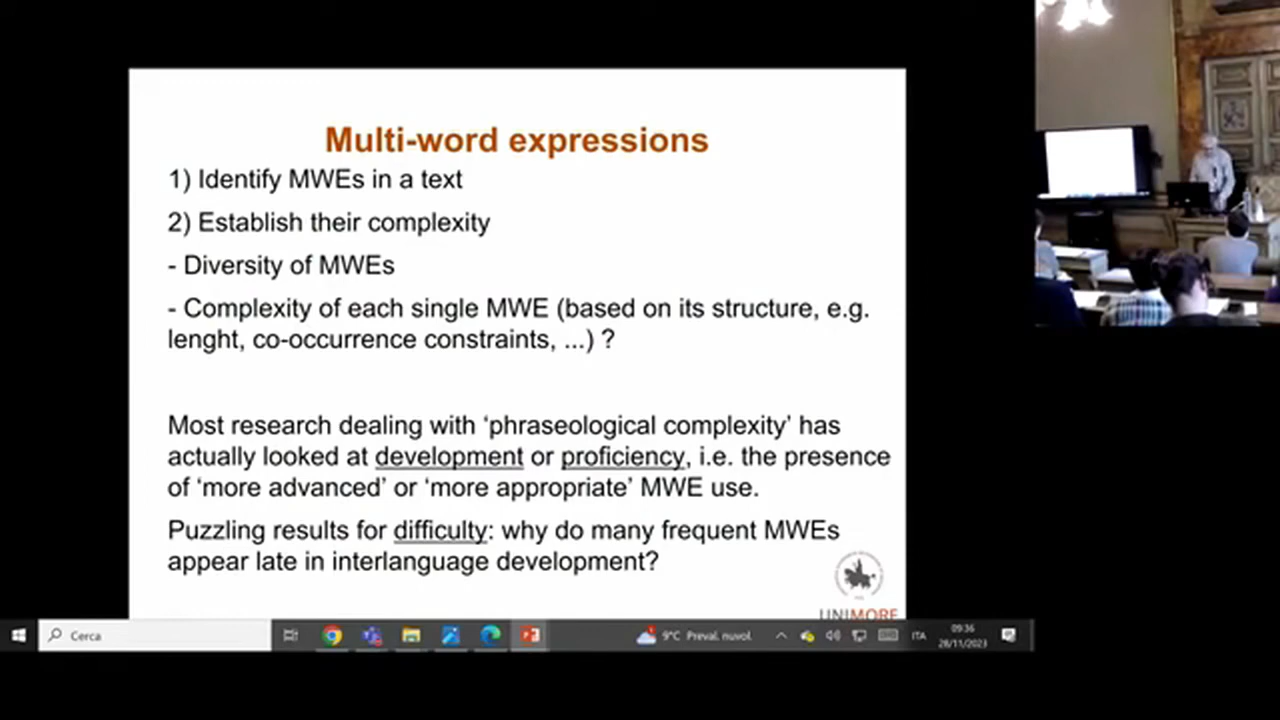 Multi-word expressions
1) Identify MWEs in a text
2) Establish their complexity
- Diversity of MWEs
- Complexity of each single MWE (based on its structure, e.g.
lenght, co-occurrence constraints, ...) ?
Most research dealing with ‘phraseological complexity’ has
actually looked at development or proficiency, i.e. the presence
of ‘more advanced’ or ‘more appropriate’ MWE use.
Puzzling results for difficulty: why do many frequent MWEs
appear late in interlanguage development?
UNIMORE
Cerca
9°C Preval. nuvol.
ITA
09:36
28/11/2023